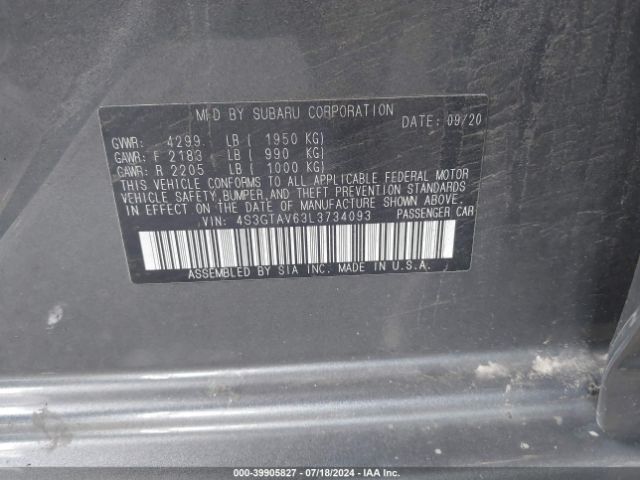 MFD BY SUBARU CORPORATION
DATE: 09/20
GVWR: 4299 LB ( 1950 KG)
GAWR: F 2183 LB ( 990 KG)
GAWR: R 2205 LB ( 1000 KG)
THIS VEHICLE CONFORMS TO ALL APPLICABLE FEDERAL MOTOR
VEHICLE SAFETY, BUMPER, AND THEFT PREVENTION STANDARDS
IN EFFECT ON THE DATE OF MANUFACTURE SHOWN ABOVE.
VIN: 4S3GTAV63L3734093 PASSENGER CAR
ASSEMBLED BY SIA INC. MADE IN U.S.A.
000-39905827 - 07/18/2024 - IAA Inc.